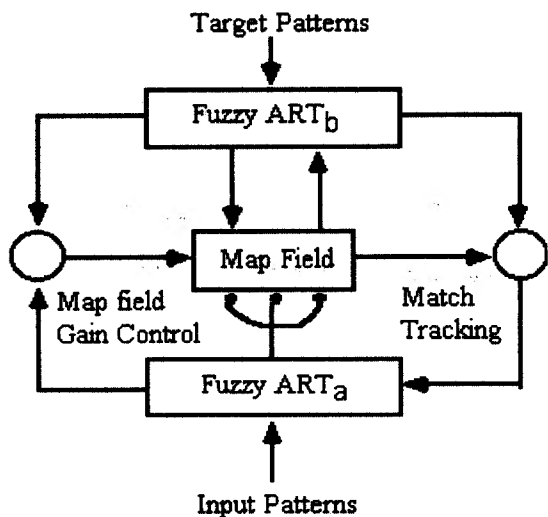 Target Patterns
Fuzzy ARTb
Map Field
Map field
Gain Control
Match
Tracking
Fuzzy ARTa
Input Patterns